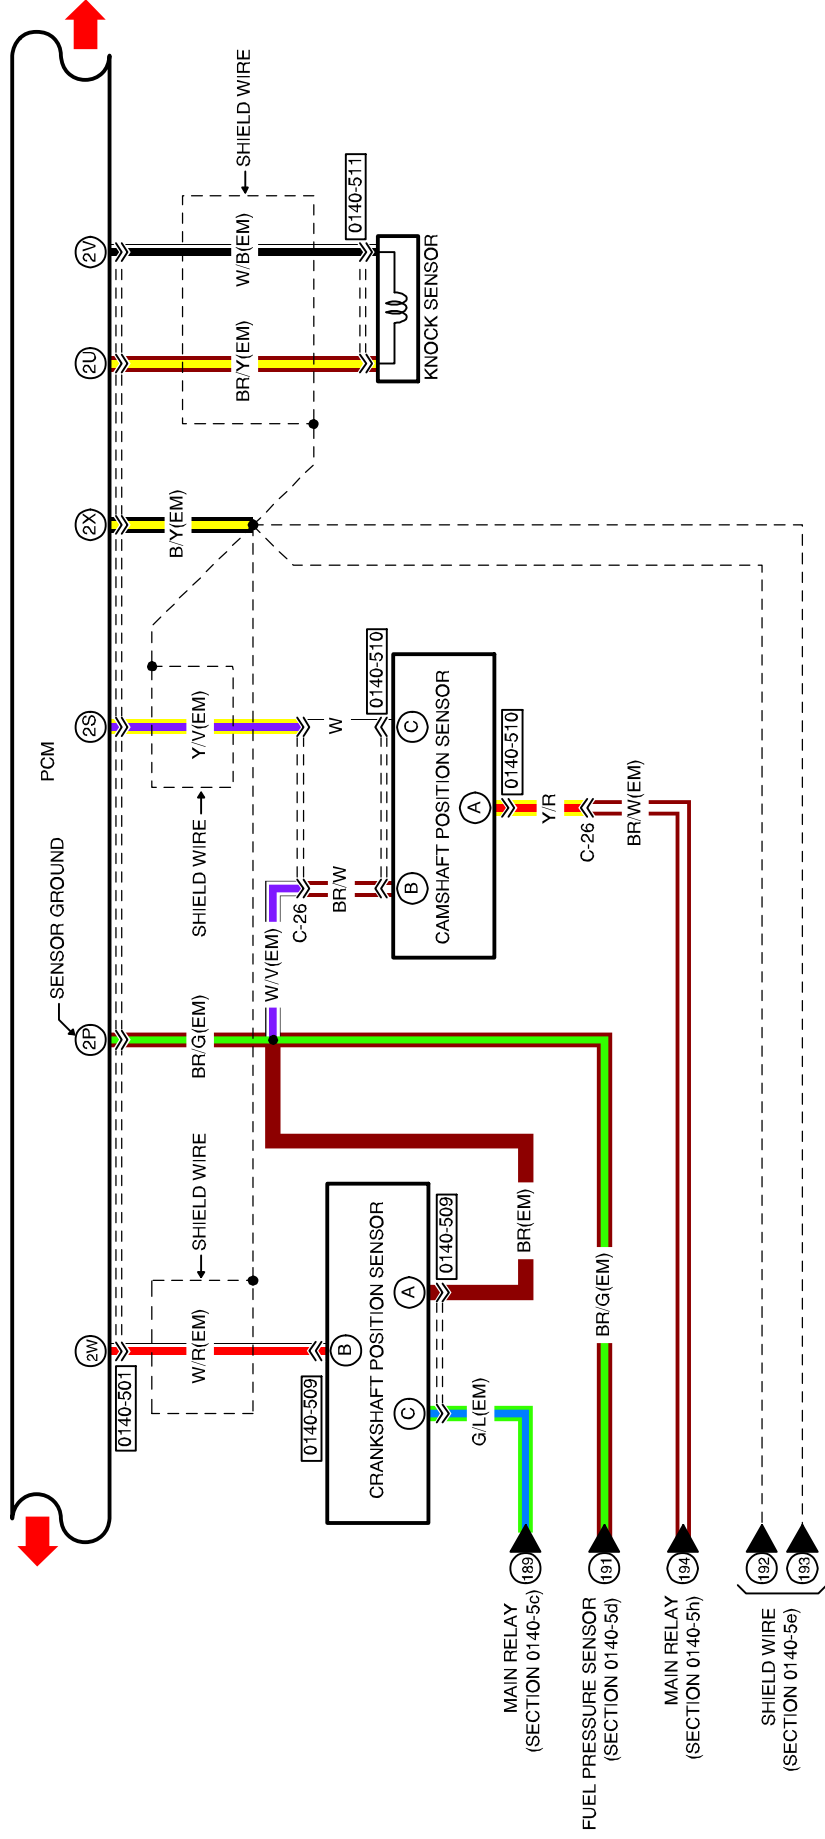 PCM
SENSOR GROUND
2W
2P
2S
2X
2U
2V
0140-501
W/R(EM)
SHIELD WIRE
BR/G(EM)
SHIELD WIRE
Y/V(EM)
B/Y(EM)
BR/Y(EM)
W/B(EM)
SHIELD WIRE
0140-509
B
CRANKSHAFT POSITION SENSOR
C
A
0140-509
G/L(EM)
BR(EM)
W/V(EM)
C-26
BR/W
W
0140-510
B
C
CAMSHAFT POSITION SENSOR
A
0140-510
Y/R
C-26
BR/W(EM)
0140-511
KNOCK SENSOR
BR/G(EM)
189
MAIN RELAY
(SECTION 0140-5c)
191
FUEL PRESSURE SENSOR
(SECTION 0140-5d)
194
MAIN RELAY
(SECTION 0140-5h)
192
193
SHIELD WIRE
(SECTION 0140-5e)